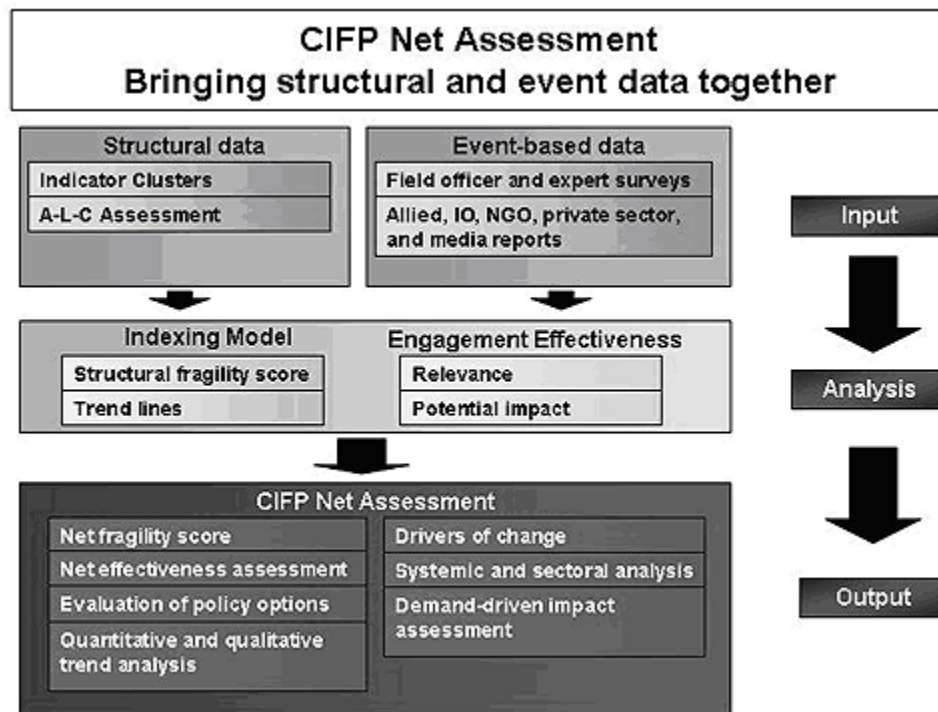 CIFP Net Assessment
Bringing structural and event data together
Structural data
Indicator Clusters
A-L-C Assessment
Event-based data
Field officer and expert surveys
Allied, IO, NGO, private sector,
and media reports
Input
Indexing Model
Structural fragility score
Trend lines
Engagement Effectiveness
Relevance
Potential impact
Analysis
CIFP Net Assessment
Net fragility score
Net effectiveness assessment
Evaluation of policy options
Quantitative and qualitative
trend analysis
Drivers of change
Systemic and sectoral analysis
Demand-driven impact
assessment
Output